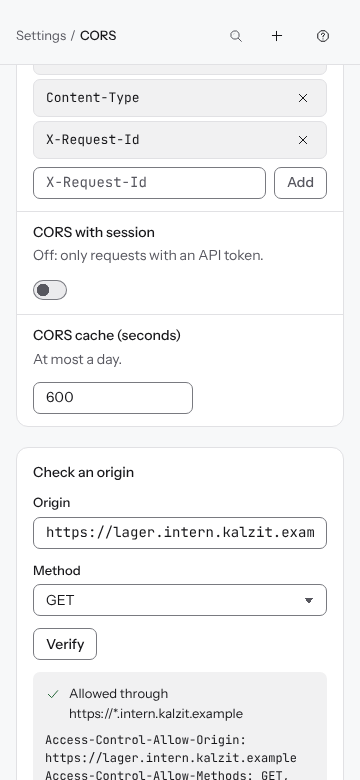 Settings / CORS
Content-Type
X-Request-Id
X-Request-Id
Add
CORS with session
Off: only requests with an API token.
CORS cache (seconds)
At most a day.
600
Check an origin
Origin
https://lager.intern.kalzit.exam
Method
GET
Verify
Allowed through
https://*.intern.kalzit.example
Access-Control-Allow-Origin:
https://lager.intern.kalzit.example
Access-Control-Allow-Methods: GET,